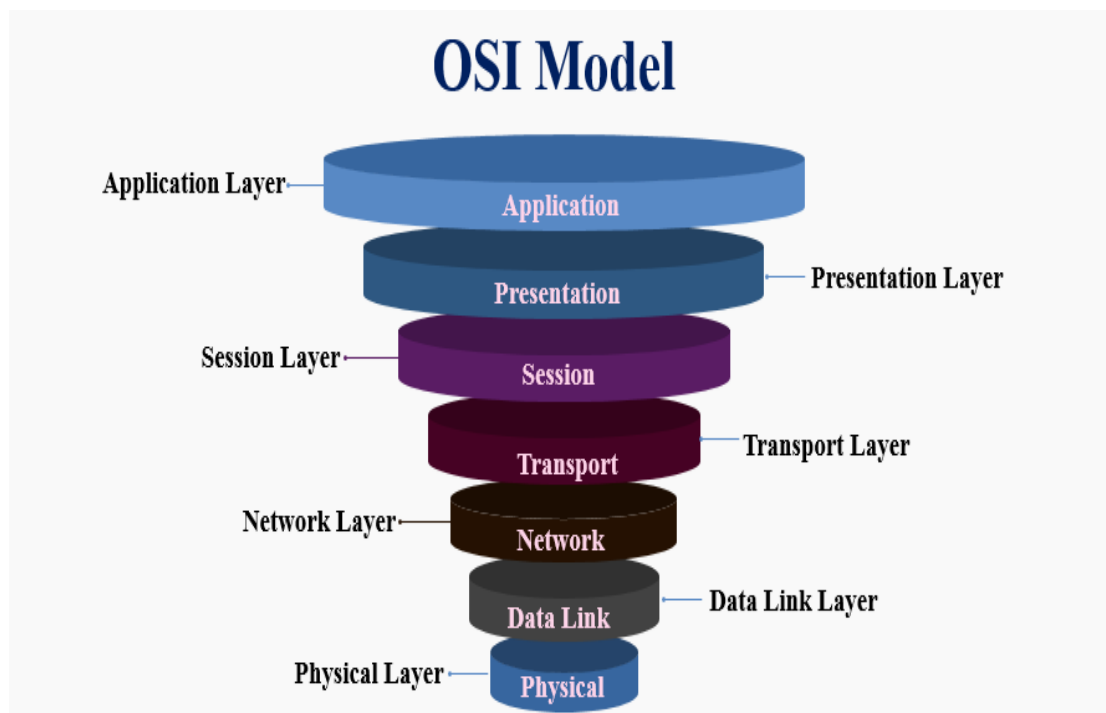 OSI Model
Application Layer
Application
Presentation Layer
Presentation
Session Layer
Session
Transport Layer
Transport
Network Layer
Network
Data Link Layer
Data Link
Physical Layer
Physical